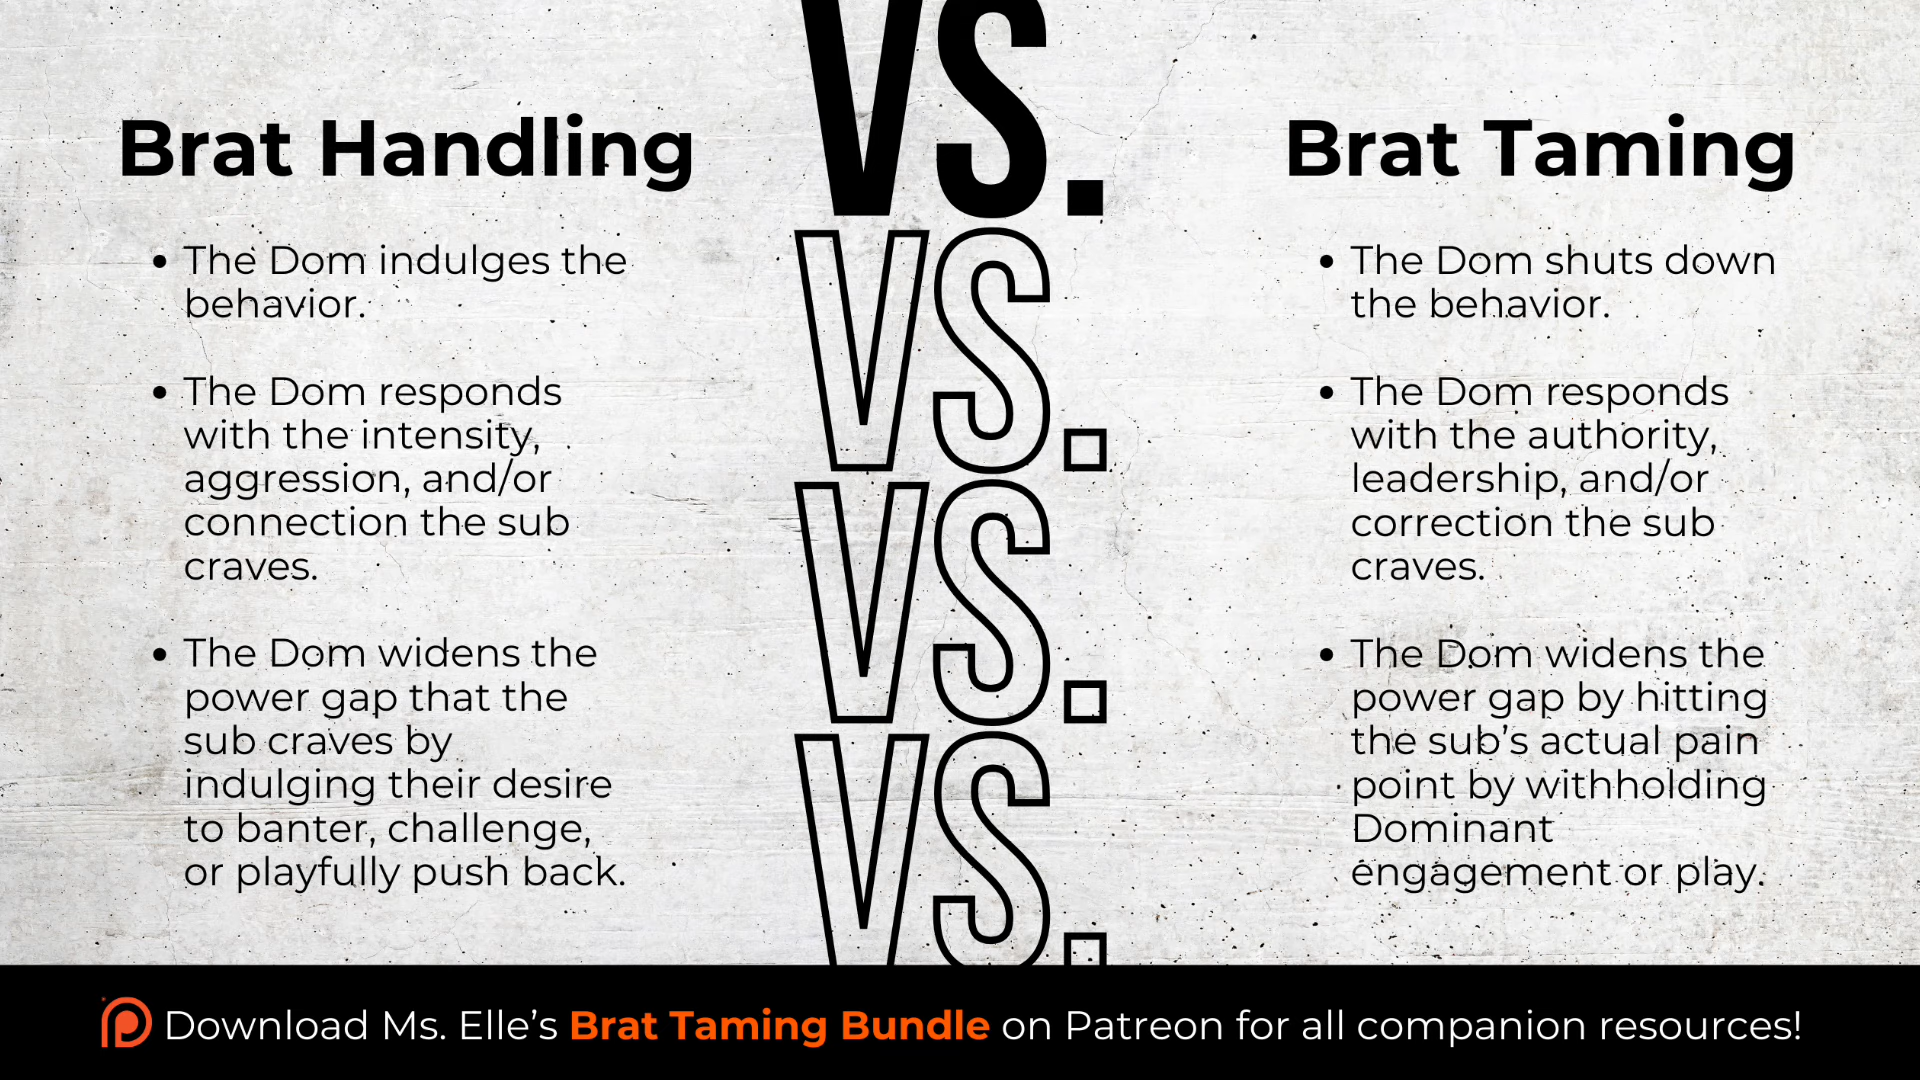 Brat Handling
• The Dom indulges the
behavior.
• The Dom responds
with the intensity,
aggression, and/or
connection the sub
craves.
• The Dom widens the
power gap that the
sub craves by
indulging their desire
to banter, challenge,
or playfully push back.
VS.
VS.
VS.
VS.
Brat Taming
• The Dom shuts down
the behavior.
• The Dom responds
with the authority,
leadership, and/or
correction the sub
craves.
• The Dom widens the
power gap by hitting
the sub’s actual pain
point by withholding
Dominant
engagement or play.
Download Ms. Elle’s Brat Taming Bundle on Patreon for all companion resources!